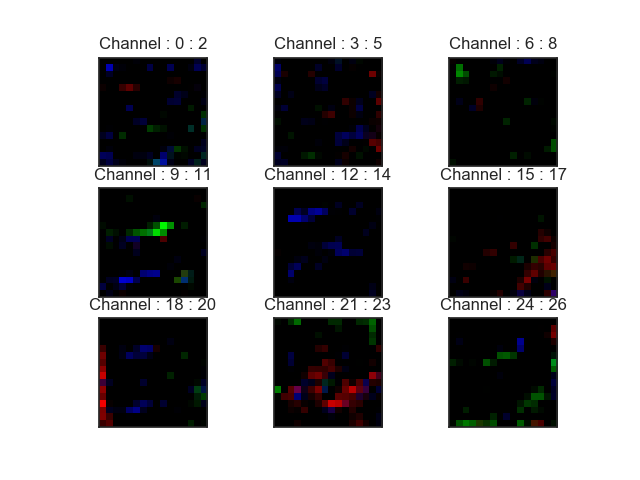 Channel : 0 : 2
Channel : 3 : 5
Channel : 6 : 8
Channel : 9 : 11
Channel : 12 : 14
Channel : 15 : 17
Channel : 18 : 20
Channel : 21 : 23
Channel : 24 : 26